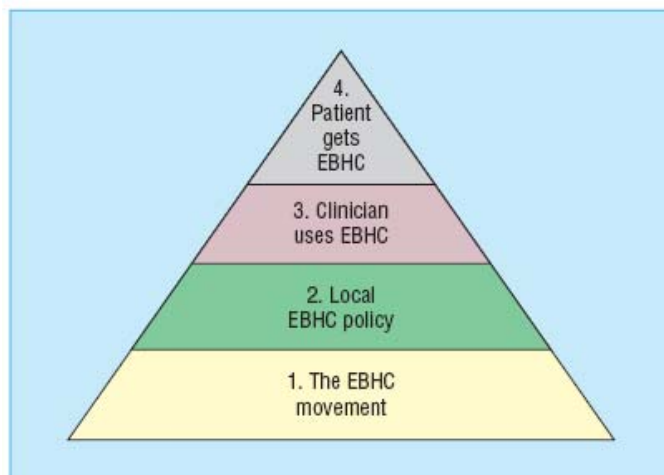 4.
Patient
gets
EBHC
3. Clinician
uses EBHC
2. Local
EBHC policy
1. The EBHC
movement